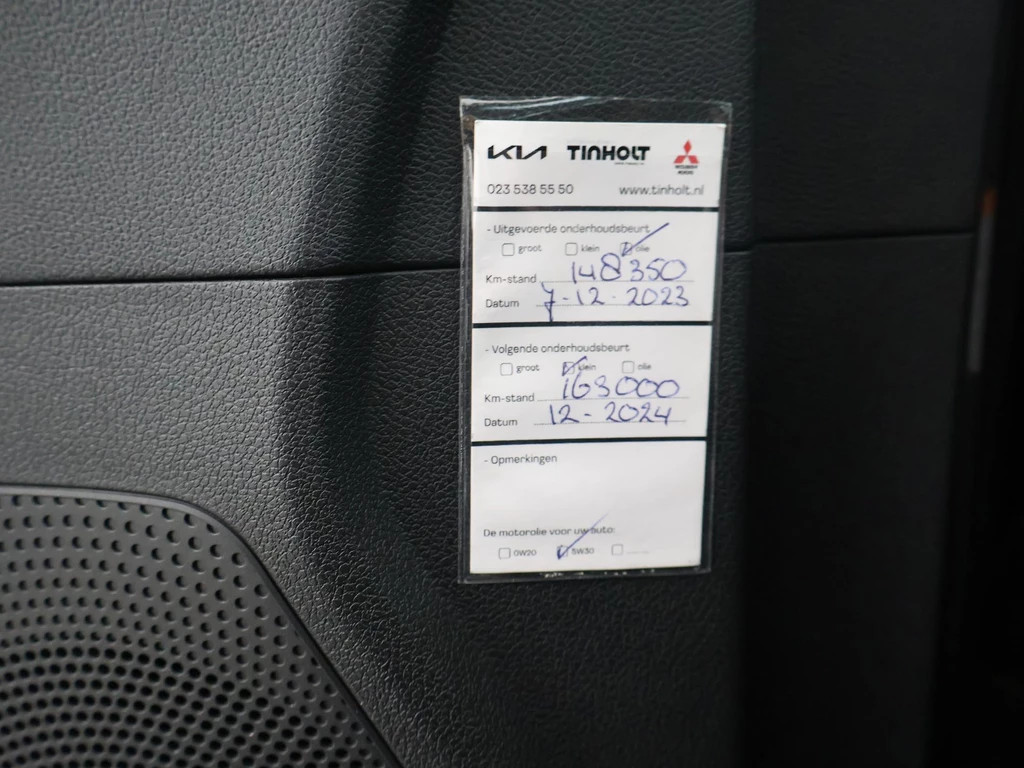 KIA TINHOLT
023 538 55 50 www.tinholt.nl
- Uitgevoerde onderhoudsbeurt
groot klein olie
Km-stand 148350
Datum 7-12-2023
- Volgende onderhoudsbeurt
groot klein olie
Km-stand 163000
Datum 12-2024
- Opmerkingen
De motorolie voor uw auto:
0W20 5W30